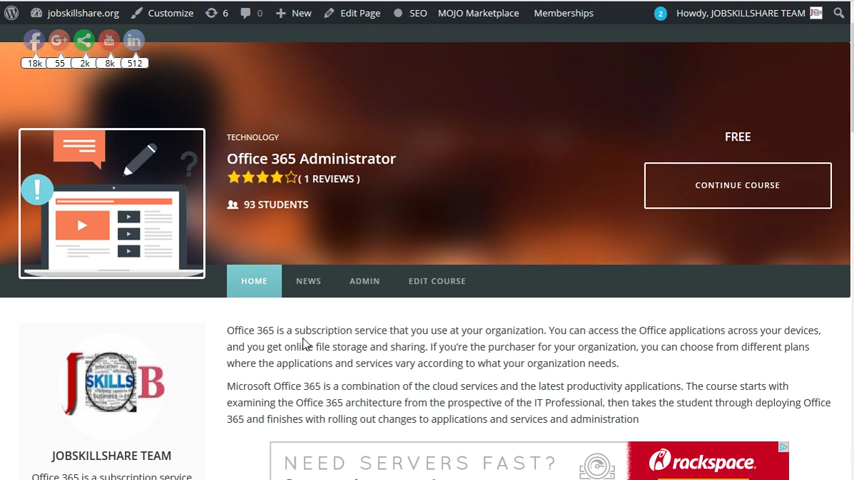 jobskillshare.org Customize 6 0 New Edit Page SEO MOJO Marketplace Memberships 2 Howdy, JOBSKILLSHARE TEAM
18k 55 2k 8k 512
TECHNOLOGY
Office 365 Administrator
( 1 REVIEWS )
93 STUDENTS
FREE
CONTINUE COURSE
HOME NEWS ADMIN EDIT COURSE
Office 365 is a subscription service that you use at your organization. You can access the Office applications across your devices,
and you get online file storage and sharing. If you're the purchaser for your organization, you can choose from different plans
where the applications and services vary according to what your organization needs.
Microsoft Office 365 is a combination of the cloud services and the latest productivity applications. The course starts with
examining the Office 365 architecture from the prospective of the IT Professional, then takes the student through deploying Office
365 and finishes with rolling out changes to applications and services and administration
JOB
SKILLS
JOBSKILLSHARE TEAM
Office 365 is a subscription service
NEED SERVERS FAST?
rackspace.